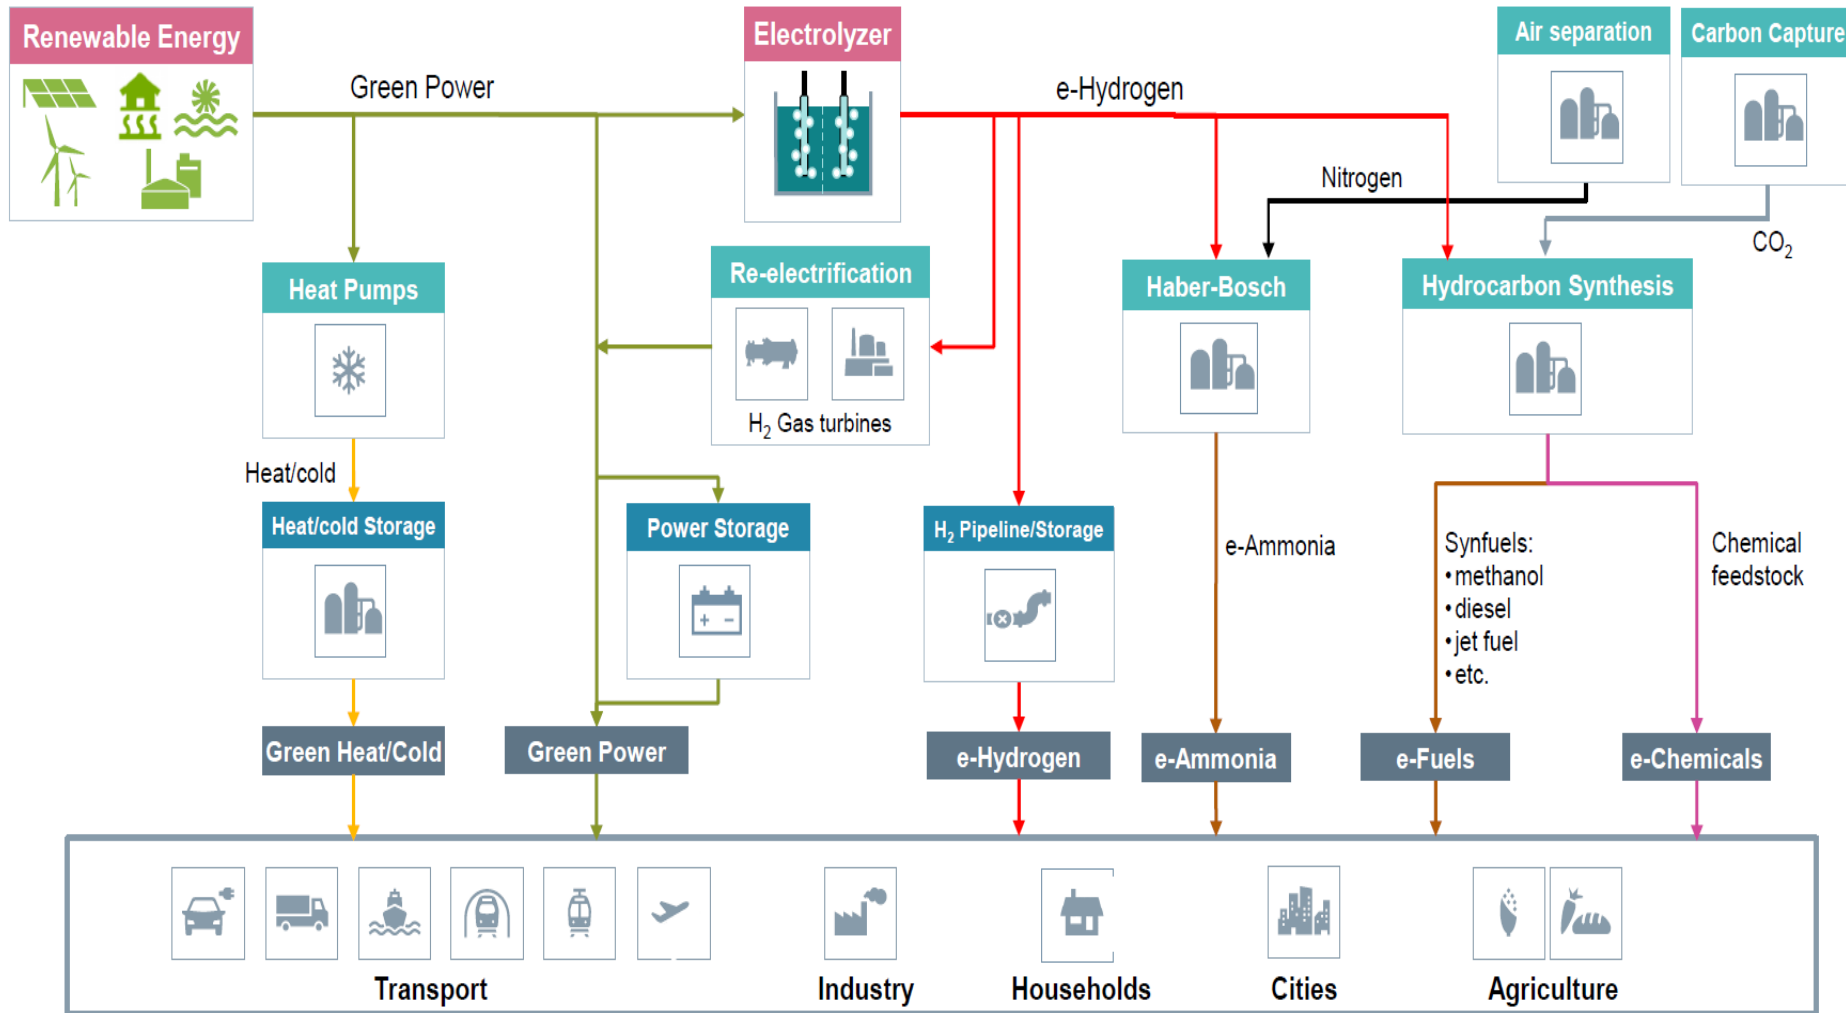 Renewable Energy
Electrolyzer
Air separation
Carbon Capture
Green Power
e-Hydrogen
Nitrogen
CO₂
Heat Pumps
Re-electrification
Haber-Bosch
Hydrocarbon Synthesis
H₂ Gas turbines
Heat/cold
Heat/cold Storage
Power Storage
+ −
H₂ Pipeline/Storage
e-Ammonia
Synfuels:
• methanol
• diesel
• jet fuel
• etc.
Chemical
feedstock
Green Heat/Cold
Green Power
e-Hydrogen
e-Ammonia
e-Fuels
e-Chemicals
Transport
Industry
Households
Cities
Agriculture